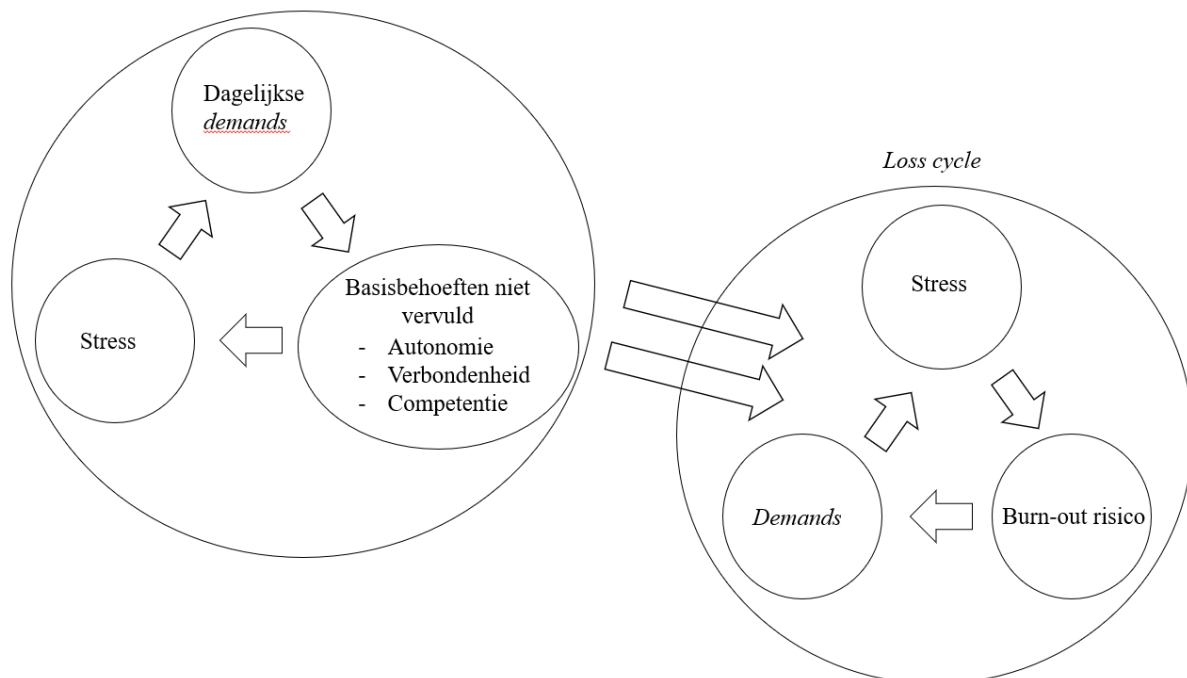 Dagelijkse
demands
Basisbehoeften niet
vervuld
- Autonomie
- Verbondenheid
- Competentie
Stress
Loss cycle
Stress
Burn-out risico
Demands